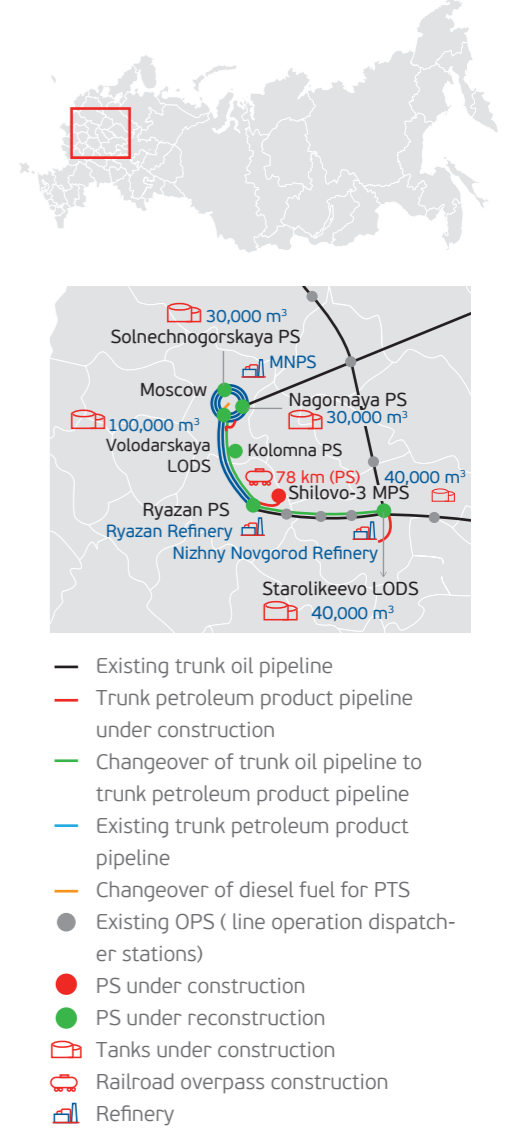 30,000 m³
Solnechnogorskaya PS
MNPS
Moscow
Nagornaya PS
30,000 m³
100,000 m³
Volodarskaya
LODS
Kolomna PS
78 km (PS)
40,000 m³
Shilovo-3 MPS
Ryazan PS
Ryazan Refinery
Nizhny Novgorod Refinery
Starolikeevo LODS
40,000 m³
Existing trunk oil pipeline
Trunk petroleum product pipeline
under construction
Changeover of trunk oil pipeline to
trunk petroleum product pipeline
Existing trunk petroleum product
pipeline
Changeover of diesel fuel for PTS
Existing OPS ( line operation dispatch-
er stations)
PS under construction
PS under reconstruction
Tanks under construction
Railroad overpass construction
Refinery